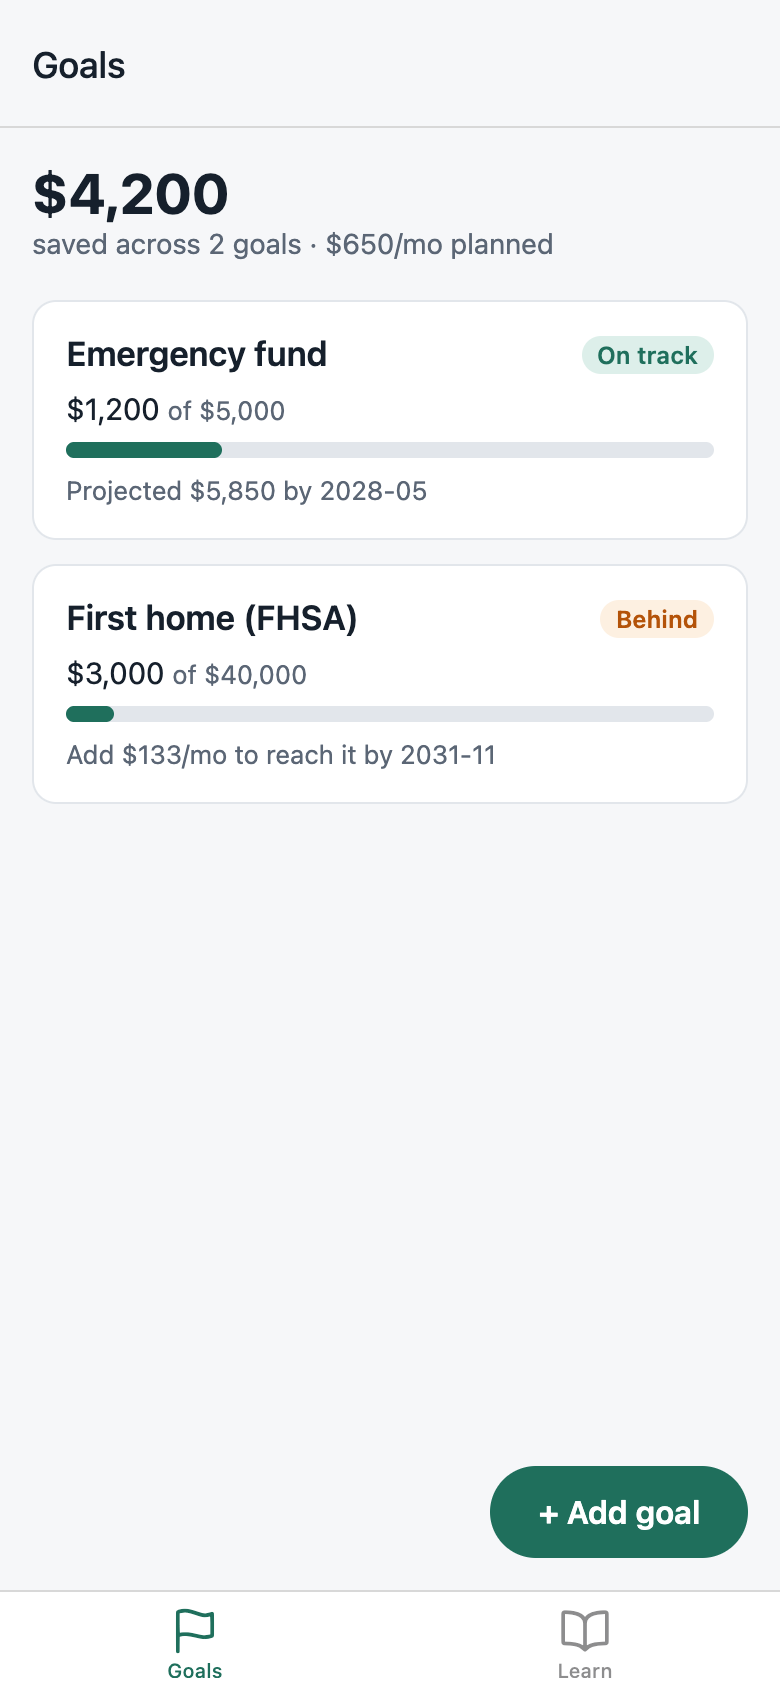 Goals
$4,200
saved across 2 goals · $650/mo planned
Emergency fund
On track
$1,200 of $5,000
Projected $5,850 by 2028-05
First home (FHSA)
Behind
$3,000 of $40,000
Add $133/mo to reach it by 2031-11
+ Add goal
Goals
Learn